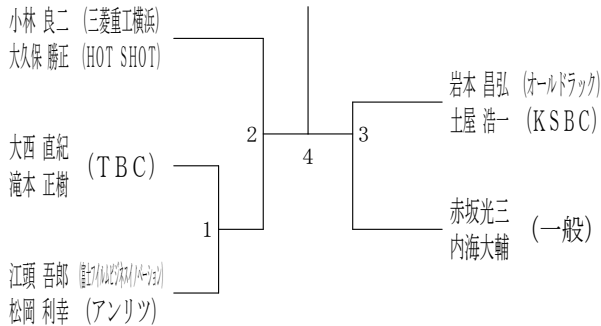 小林 良二 (三菱重工横浜)
大久保 勝正 (HOT SHOT)
大西 直紀
滝本 正樹
(TBC)
江頭 吾郎 (富士フイルムビジネスイノベーション)
松岡 利幸 (アンリツ)
1
2
4
3
岩本 昌弘 (オールドラック)
土屋 浩一 (KSBC)
赤坂光三
内海大輔
(一般)